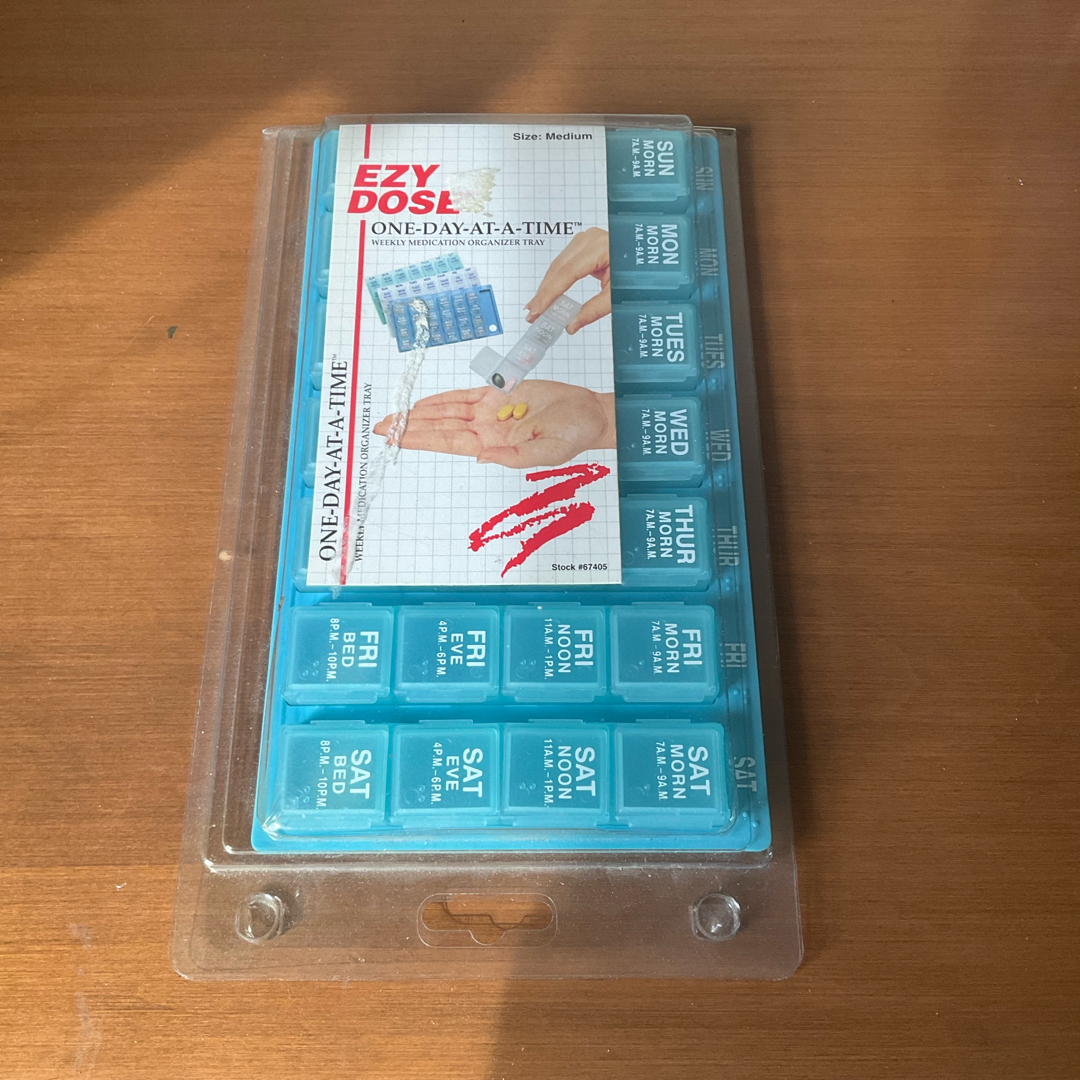 Size: Medium
EZY
DOSE
ONE-DAY-AT-A-TIME™
WEEKLY MEDICATION ORGANIZER TRAY
ONE-DAY-AT-A-TIME™
WEEKLY MEDICATION ORGANIZER TRAY
Stock #67405
SUN
MORN
7A.M.–9A.M.
SUN
MON
MORN
7A.M.–9A.M.
MON
TUES
MORN
7A.M.–9A.M.
TUES
WED
MORN
7A.M.–9A.M.
WED
THUR
MORN
7A.M.–9A.M.
THUR
FRI
BED
8P.M.–10P.M.
FRI
EVE
4P.M.–6P.M.
FRI
NOON
11A.M.–1P.M.
FRI
MORN
7A.M.–9A.M.
FRI
SAT
BED
8P.M.–10P.M.
SAT
EVE
4P.M.–6P.M.
SAT
NOON
11A.M.–1P.M.
SAT
MORN
7A.M.–9A.M.
SAT